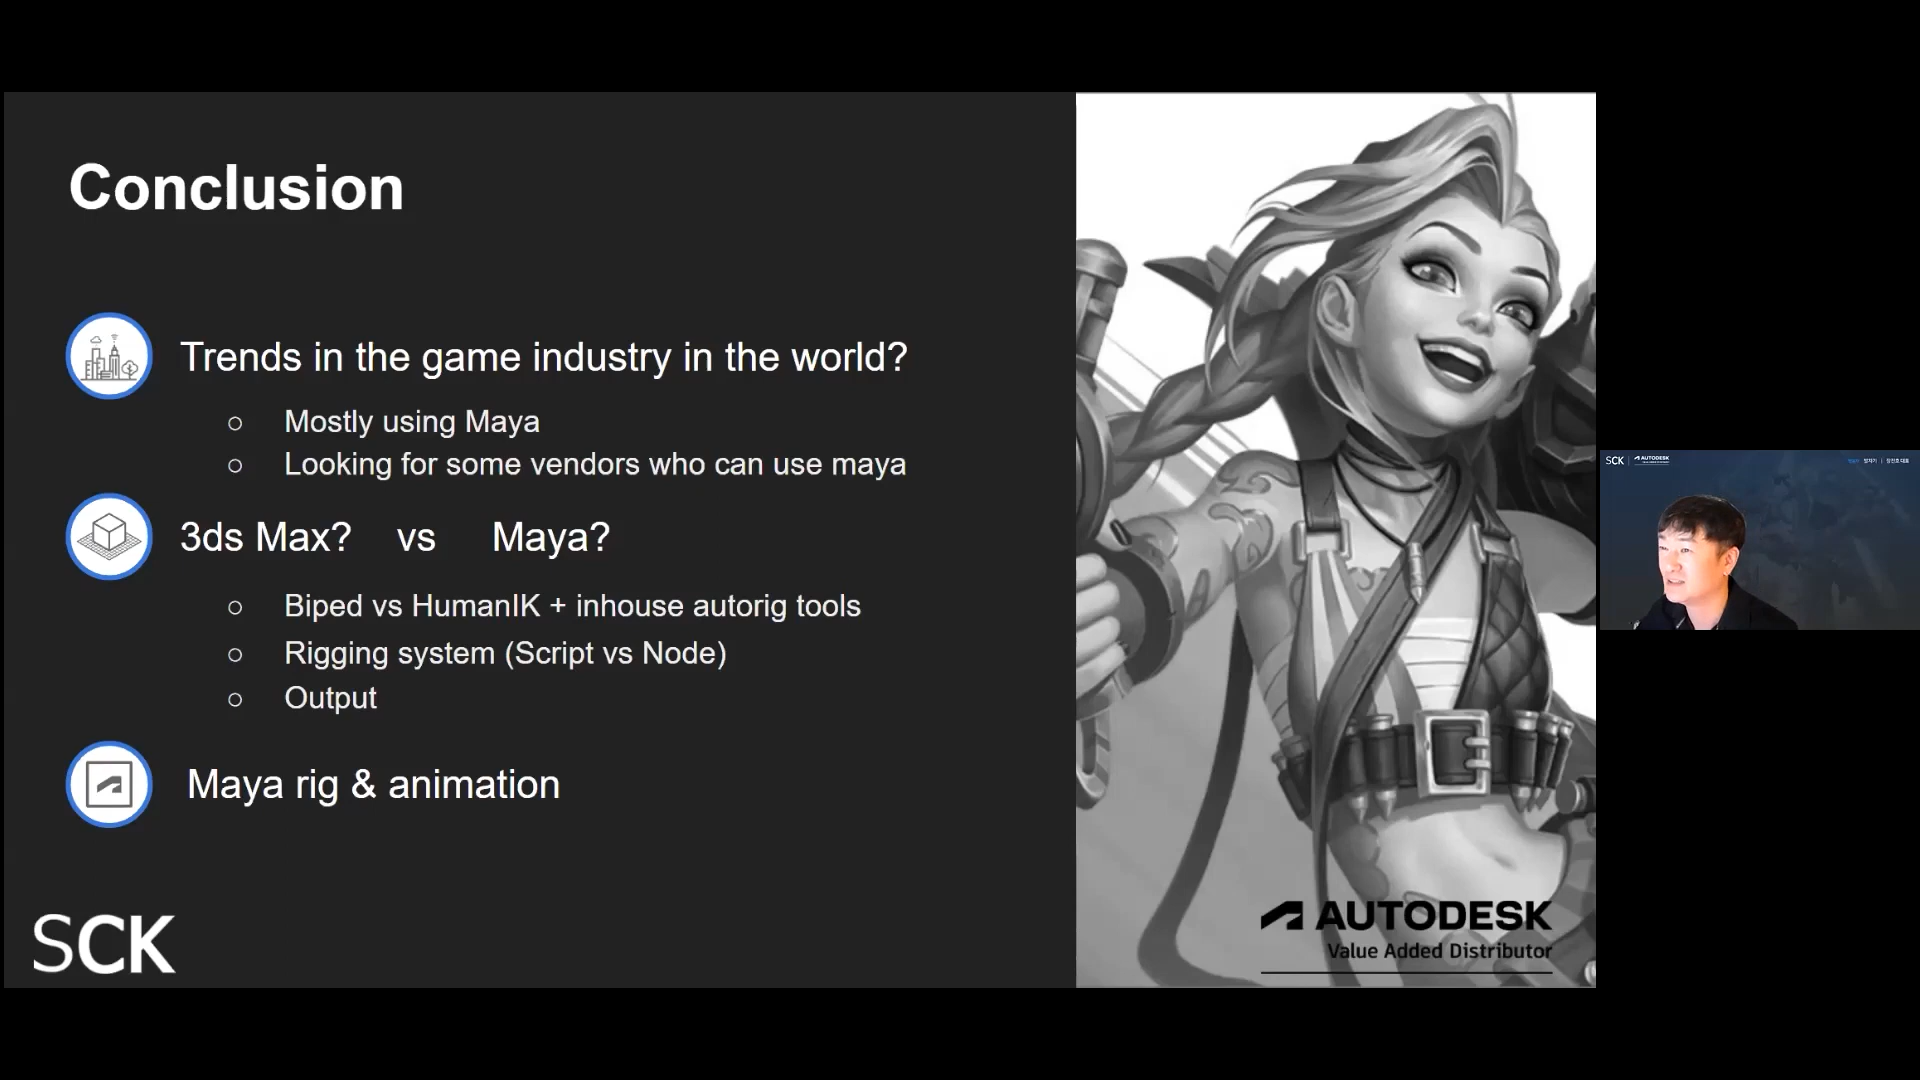 Conclusion
Trends in the game industry in the world?
Mostly using Maya
Looking for some vendors who can use maya
3ds Max? vs Maya?
Biped vs HumanIK + inhouse autorig tools
Rigging system (Script vs Node)
Output
Maya rig & animation
SCK
AUTODESK
Value Added Distributor
SCK
AUTODESK